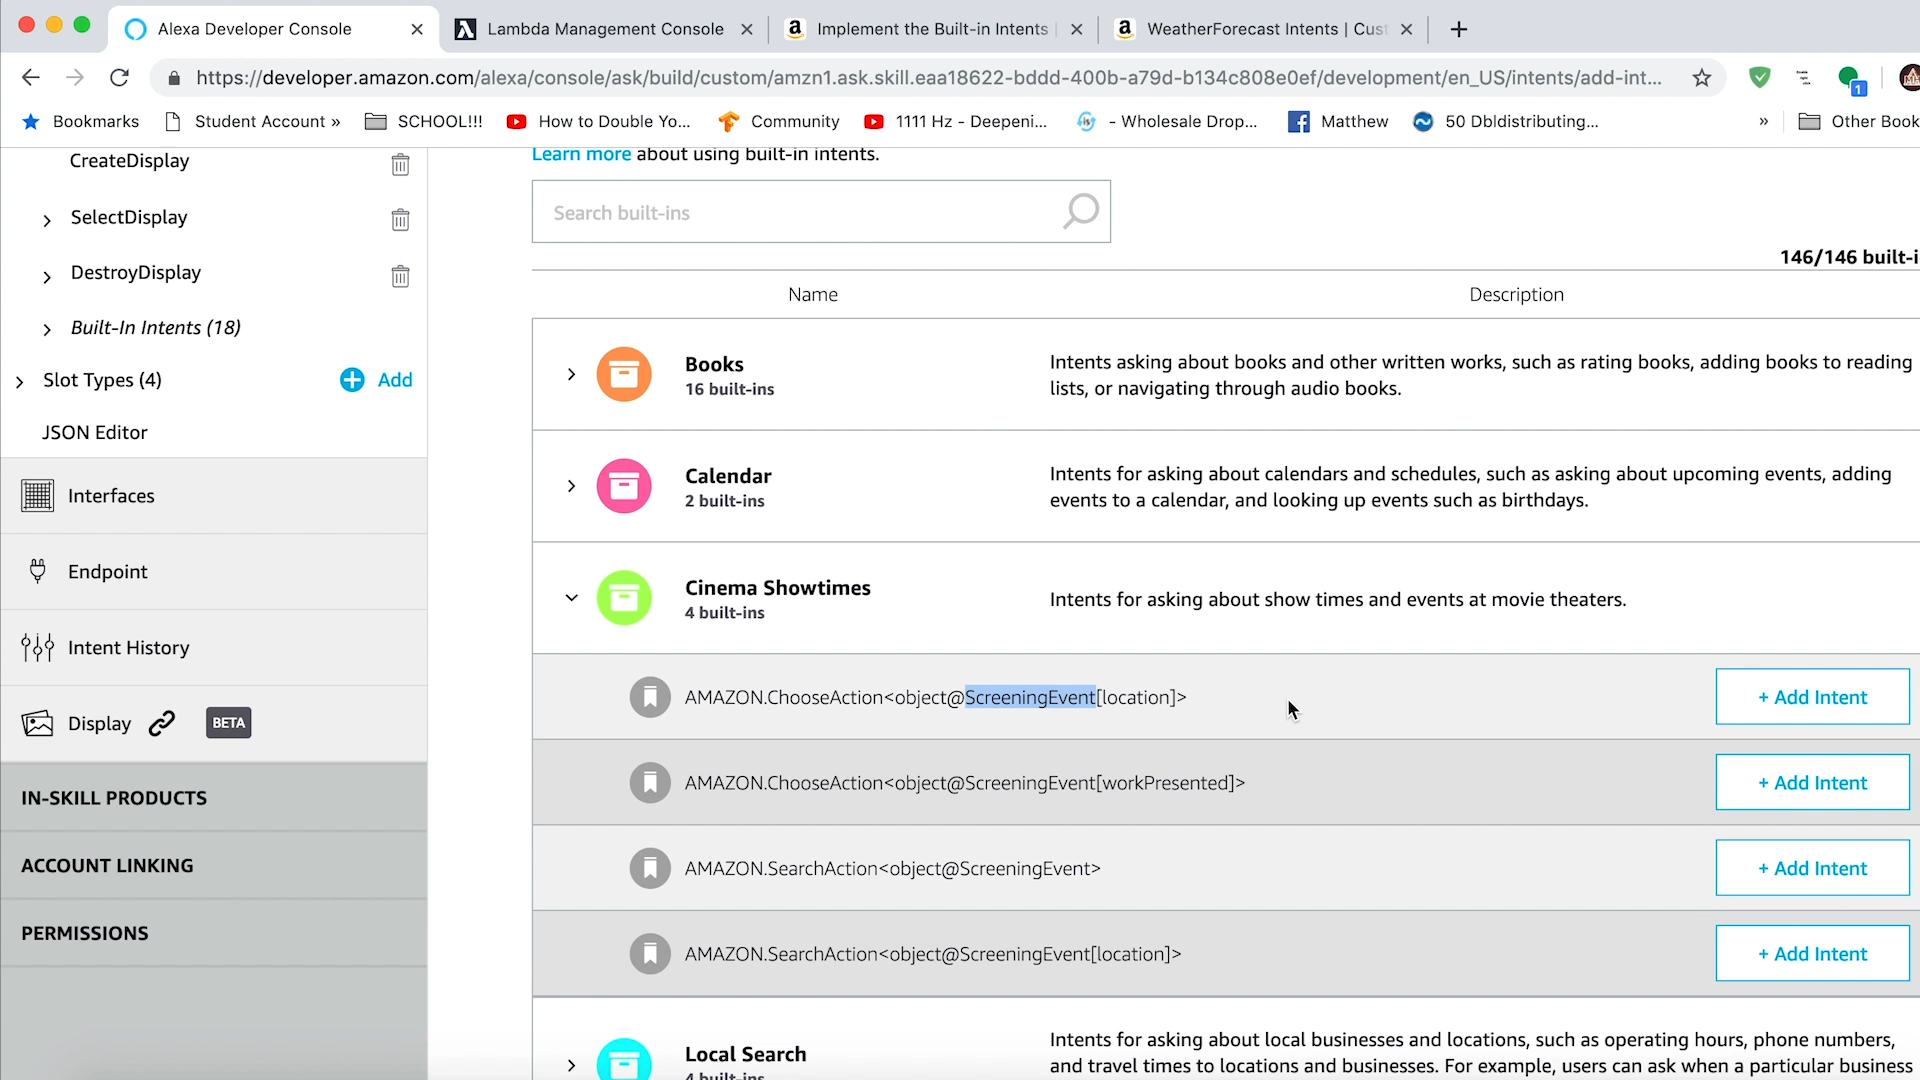 Alexa Developer Console
Lambda Management Console
Implement the Built-in Intents
WeatherForecast Intents | Cust
https://developer.amazon.com/alexa/console/ask/build/custom/amzn1.ask.skill.eaa18622-bddd-400b-a79d-b134c808e0ef/development/en_US/intents/add-int...
1
Bookmarks
Student Account »
SCHOOL!!!
How to Double Yo...
Community
1111 Hz - Deepeni...
- Wholesale Drop...
Matthew
50 Dbldistributing...
»
Other Book
CreateDisplay
SelectDisplay
DestroyDisplay
Built-In Intents (18)
Slot Types (4)
Add
JSON Editor
Interfaces
Endpoint
Intent History
Display
BETA
IN-SKILL PRODUCTS
ACCOUNT LINKING
PERMISSIONS
Learn more about using built-in intents.
Search built-ins
146/146 built-i
Name
Description
Books
16 built-ins
Intents asking about books and other written works, such as rating books, adding books to reading
lists, or navigating through audio books.
Calendar
2 built-ins
Intents for asking about calendars and schedules, such as asking about upcoming events, adding
events to a calendar, and looking up events such as birthdays.
Cinema Showtimes
4 built-ins
Intents for asking about show times and events at movie theaters.
AMAZON.ChooseAction<object@ScreeningEvent[location]>
+ Add Intent
AMAZON.ChooseAction<object@ScreeningEvent[workPresented]>
+ Add Intent
AMAZON.SearchAction<object@ScreeningEvent>
+ Add Intent
AMAZON.SearchAction<object@ScreeningEvent[location]>
+ Add Intent
Local Search
4 built-ins
Intents for asking about local businesses and locations, such as operating hours, phone numbers,
and travel times to locations and businesses. For example, users can ask when a particular business